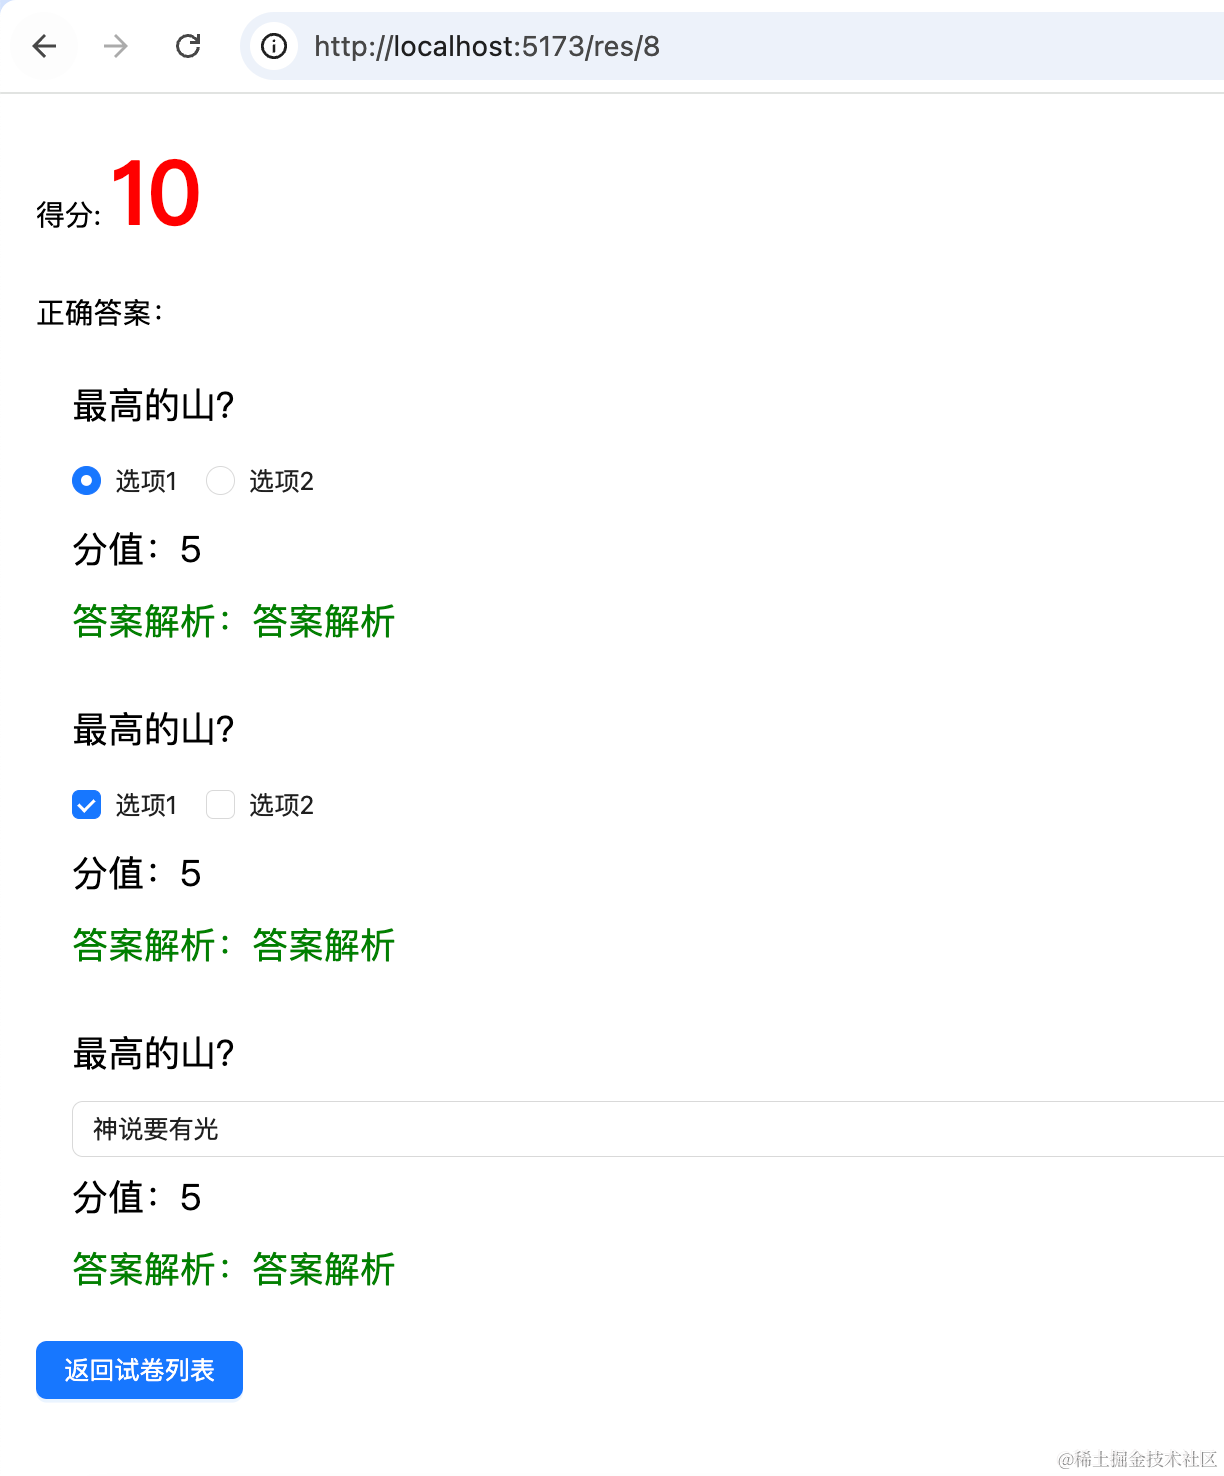 http://localhost:5173/res/8
得分: 10
正确答案：
最高的山?
选项1 选项2
分值：5
答案解析：答案解析
最高的山?
选项1 选项2
分值：5
答案解析：答案解析
最高的山?
神说要有光
分值：5
答案解析：答案解析
返回试卷列表
@稀土掘金技术社区